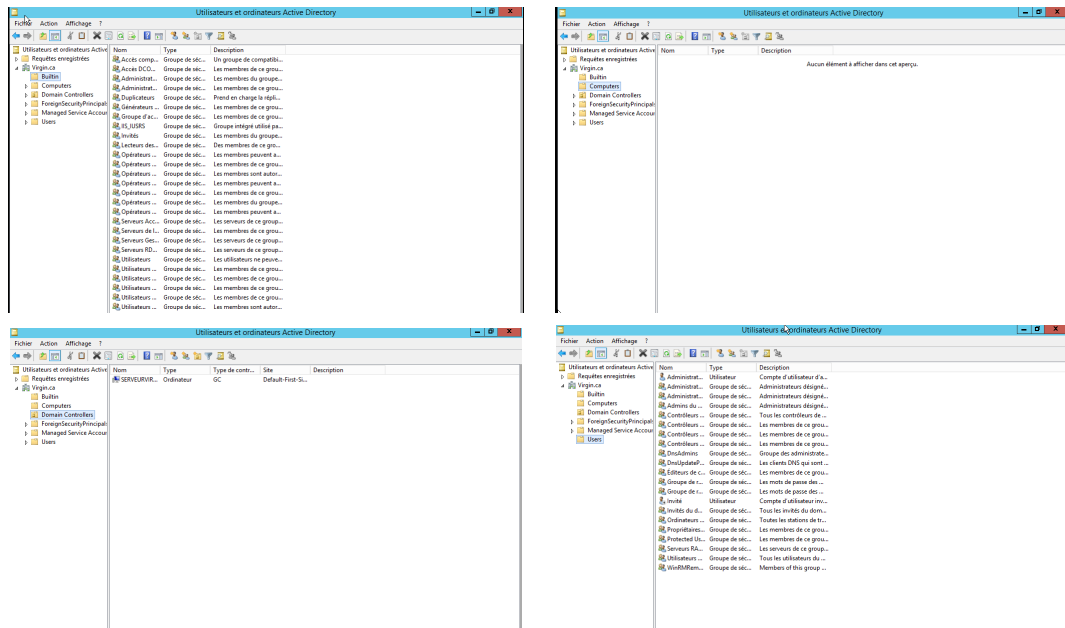 Utilisateurs et ordinateurs Active Directory
Fichier Action Affichage ?
Utilisateurs et ordinateurs Active
Requêtes enregistrées
Virgin.ca
Builtin
Computers
Domain Controllers
ForeignSecurityPrincipals
Managed Service Accour
Users
Nom Type Description
Accès comp... Groupe de séc... Un groupe de compatibi...
Accès DCO... Groupe de séc... Les membres de ce grou...
Administrat... Groupe de séc... Les membres du groupe...
Administrat... Groupe de séc... Les membres de ce grou...
Duplicateurs Groupe de séc... Prend en charge la répli...
Générateurs ... Groupe de séc... Les membres de ce grou...
Groupe d'ac... Groupe de séc... Les membres de ce grou...
IIS_IUSRS Groupe de séc... Groupe intégré utilisé pa...
Invités Groupe de séc... Les membres du groupe...
Lecteurs des... Groupe de séc... Des membres de ce gro...
Opérateurs ... Groupe de séc... Les membres peuvent a...
Opérateurs ... Groupe de séc... Les membres de ce grou...
Opérateurs ... Groupe de séc... Les membres sont autor...
Opérateurs ... Groupe de séc... Les membres peuvent a...
Opérateurs ... Groupe de séc... Les membres de ce grou...
Opérateurs ... Groupe de séc... Les membres du groupe...
Opérateurs ... Groupe de séc... Les membres peuvent a...
Serveurs Acc... Groupe de séc... Les serveurs de ce group...
Serveurs de l... Groupe de séc... Les membres de ce grou...
Serveurs Ges... Groupe de séc... Les serveurs de ce group...
Serveurs RD... Groupe de séc... Les serveurs de ce group...
Utilisateurs Groupe de séc... Les utilisateurs ne peuve...
Utilisateurs ... Groupe de séc... Les membres de ce grou...
Utilisateurs ... Groupe de séc... Les membres de ce grou...
Utilisateurs ... Groupe de séc... Les membres de ce grou...
Utilisateurs ... Groupe de séc... Les membres de ce grou...
Utilisateurs ... Groupe de séc... Les membres sont autor...
Utilisateurs et ordinateurs Active Directory
Fichier Action Affichage ?
Utilisateurs et ordinateurs Active
Requêtes enregistrées
Virgin.ca
Builtin
Computers
Domain Controllers
ForeignSecurityPrincipals
Managed Service Accour
Users
Nom Type Description
Aucun élément à afficher dans cet aperçu.
Utilisateurs et ordinateurs Active Directory
Fichier Action Affichage ?
Utilisateurs et ordinateurs Active
Requêtes enregistrées
Virgin.ca
Builtin
Computers
Domain Controllers
ForeignSecurityPrincipals
Managed Service Accour
Users
Nom Type Type de contr... Site Description
SERVEURVIR... Ordinateur GC Default-First-Si...
Utilisateurs et ordinateurs Active Directory
Fichier Action Affichage ?
Utilisateurs et ordinateurs Active
Requêtes enregistrées
Virgin.ca
Builtin
Computers
Domain Controllers
ForeignSecurityPrincipals
Managed Service Accour
Users
Nom Type Description
Administrat... Utilisateur Compte d'utilisateur d'a...
Administrat... Groupe de séc... Administrateurs désigné...
Administrat... Groupe de séc... Administrateurs désigné...
Admins du ... Groupe de séc... Administrateurs désigné...
Contrôleurs ... Groupe de séc... Tous les contrôleurs de ...
Contrôleurs ... Groupe de séc... Les membres de ce grou...
Contrôleurs ... Groupe de séc... Les membres de ce grou...
Contrôleurs ... Groupe de séc... Les membres de ce grou...
DnsAdmins Groupe de séc... Groupe des administrate...
DnsUpdateP... Groupe de séc... Les clients DNS qui sont ...
Éditeurs de c... Groupe de séc... Les membres de ce grou...
Groupe de r... Groupe de séc... Les mots de passe des ...
Groupe de r... Groupe de séc... Les mots de passe des ...
Invité Utilisateur Compte d'utilisateur inv...
Invités du d... Groupe de séc... Tous les invités du dom...
Ordinateurs ... Groupe de séc... Toutes les stations de tr...
Propriétaires... Groupe de séc... Les membres de ce grou...
Protected Us... Groupe de séc... Les membres de ce grou...
Serveurs RA... Groupe de séc... Les serveurs de ce group...
Utilisateurs ... Groupe de séc... Tous les utilisateurs du ...
WinRMRem... Groupe de séc... Members of this group ...